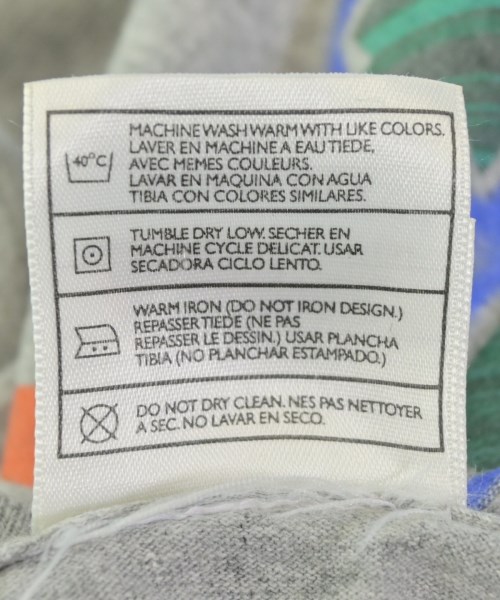 40°C
MACHINE WASH WARM WITH LIKE COLORS.
LAVER EN MACHINE A EAU TIEDE,
AVEC MEMES COULEURS.
LAVAR EN MAQUINA CON AGUA
TIBIA CON COLORES SIMILARES.
TUMBLE DRY LOW. SECHER EN
MACHINE CYCLE DELICAT. USAR
SECADORA CICLO LENTO.
WARM IRON (DO NOT IRON DESIGN.)
REPASSER TIEDE (NE PAS
REPASSER LE DESSIN.) USAR PLANCHA
TIBIA (NO PLANCHAR ESTAMPADO.)
DO NOT DRY CLEAN. NES PAS NETTOYER
A SEC. NO LAVAR EN SECO.